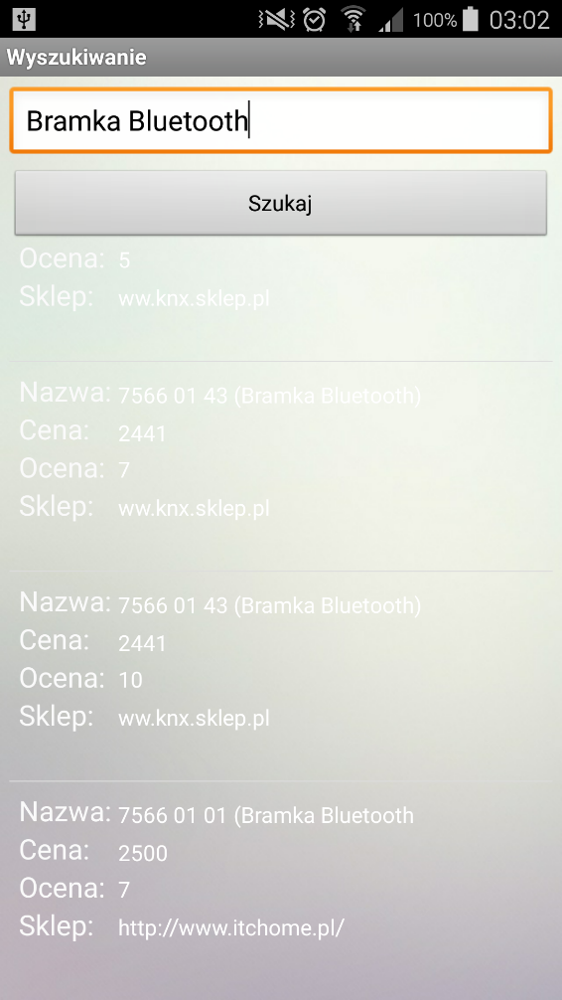 100% 03:02
Wyszukiwanie
Bramka Bluetooth
Szukaj
Ocena: 5
Sklep: ww.knx.sklep.pl
Nazwa: 7566 01 43 (Bramka Bluetooth)
Cena: 2441
Ocena: 7
Sklep: ww.knx.sklep.pl
Nazwa: 7566 01 43 (Bramka Bluetooth)
Cena: 2441
Ocena: 10
Sklep: ww.knx.sklep.pl
Nazwa: 7566 01 01 (Bramka Bluetooth
Cena: 2500
Ocena: 7
Sklep: http://www.itchome.pl/